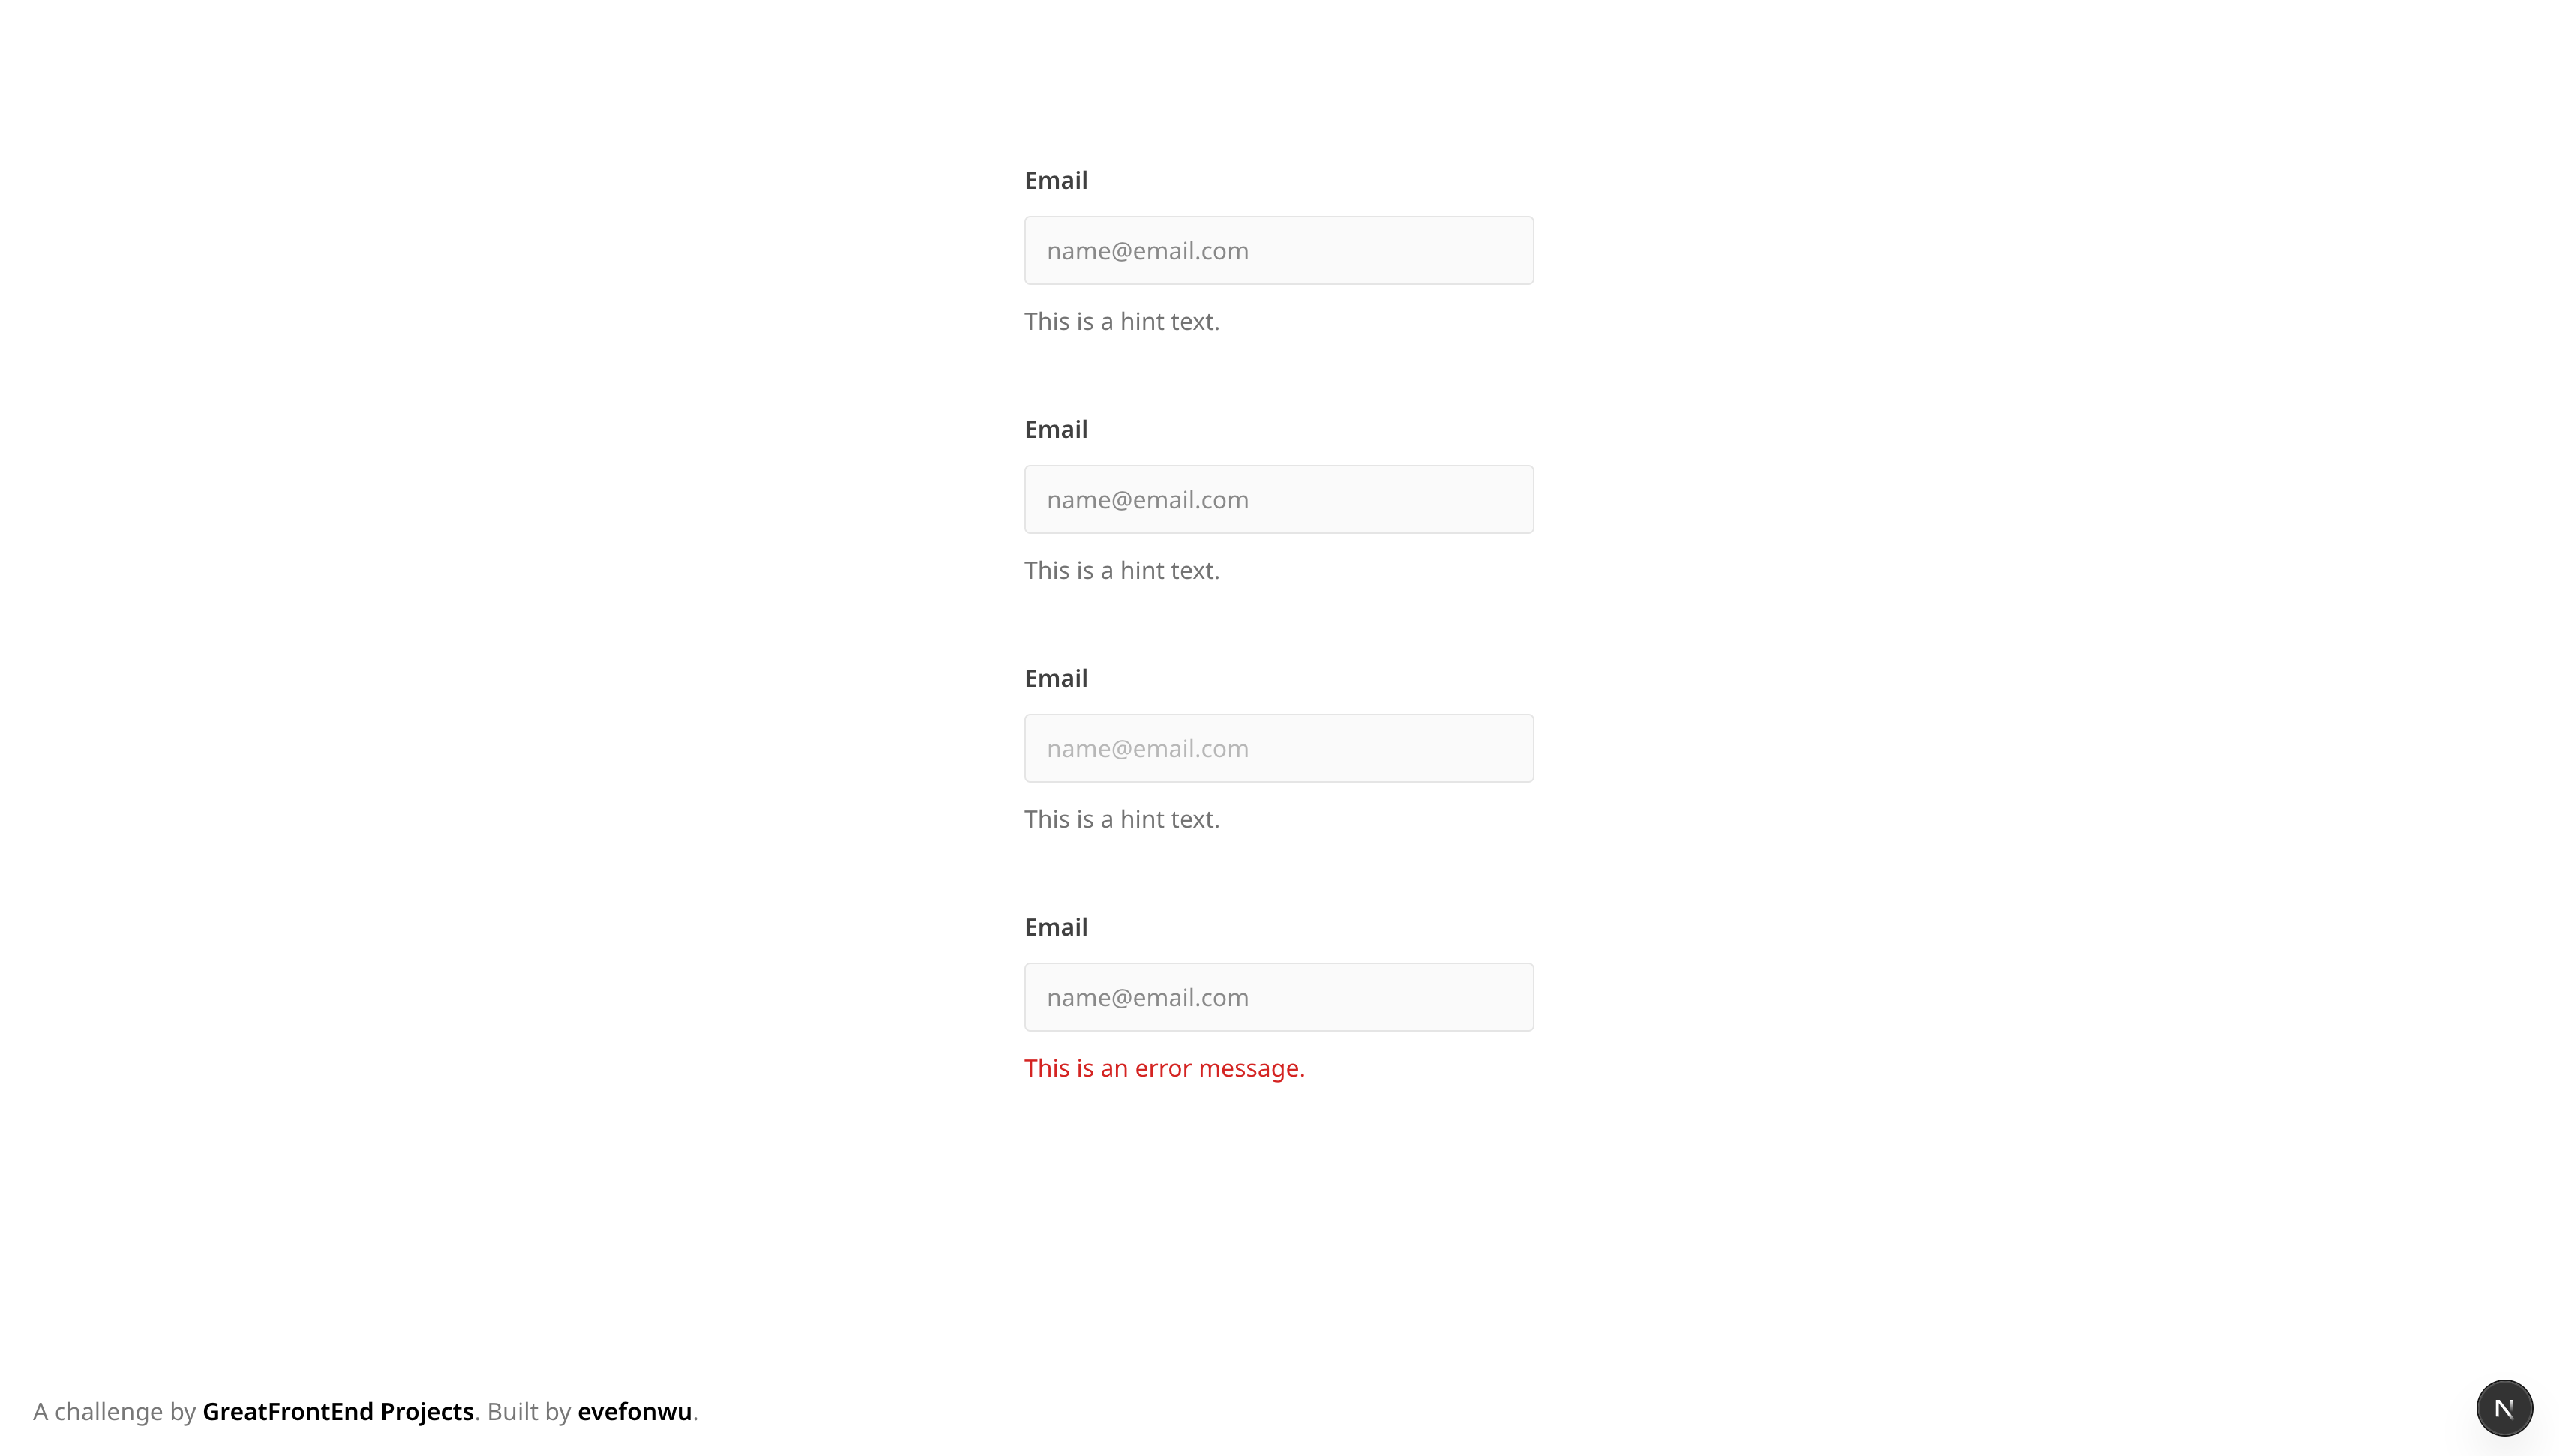 Email
name@email.com
This is a hint text.
Email
name@email.com
This is a hint text.
Email
name@email.com
This is a hint text.
Email
name@email.com
This is an error message.
A challenge by GreatFrontEnd Projects. Built by evefonwu.
N